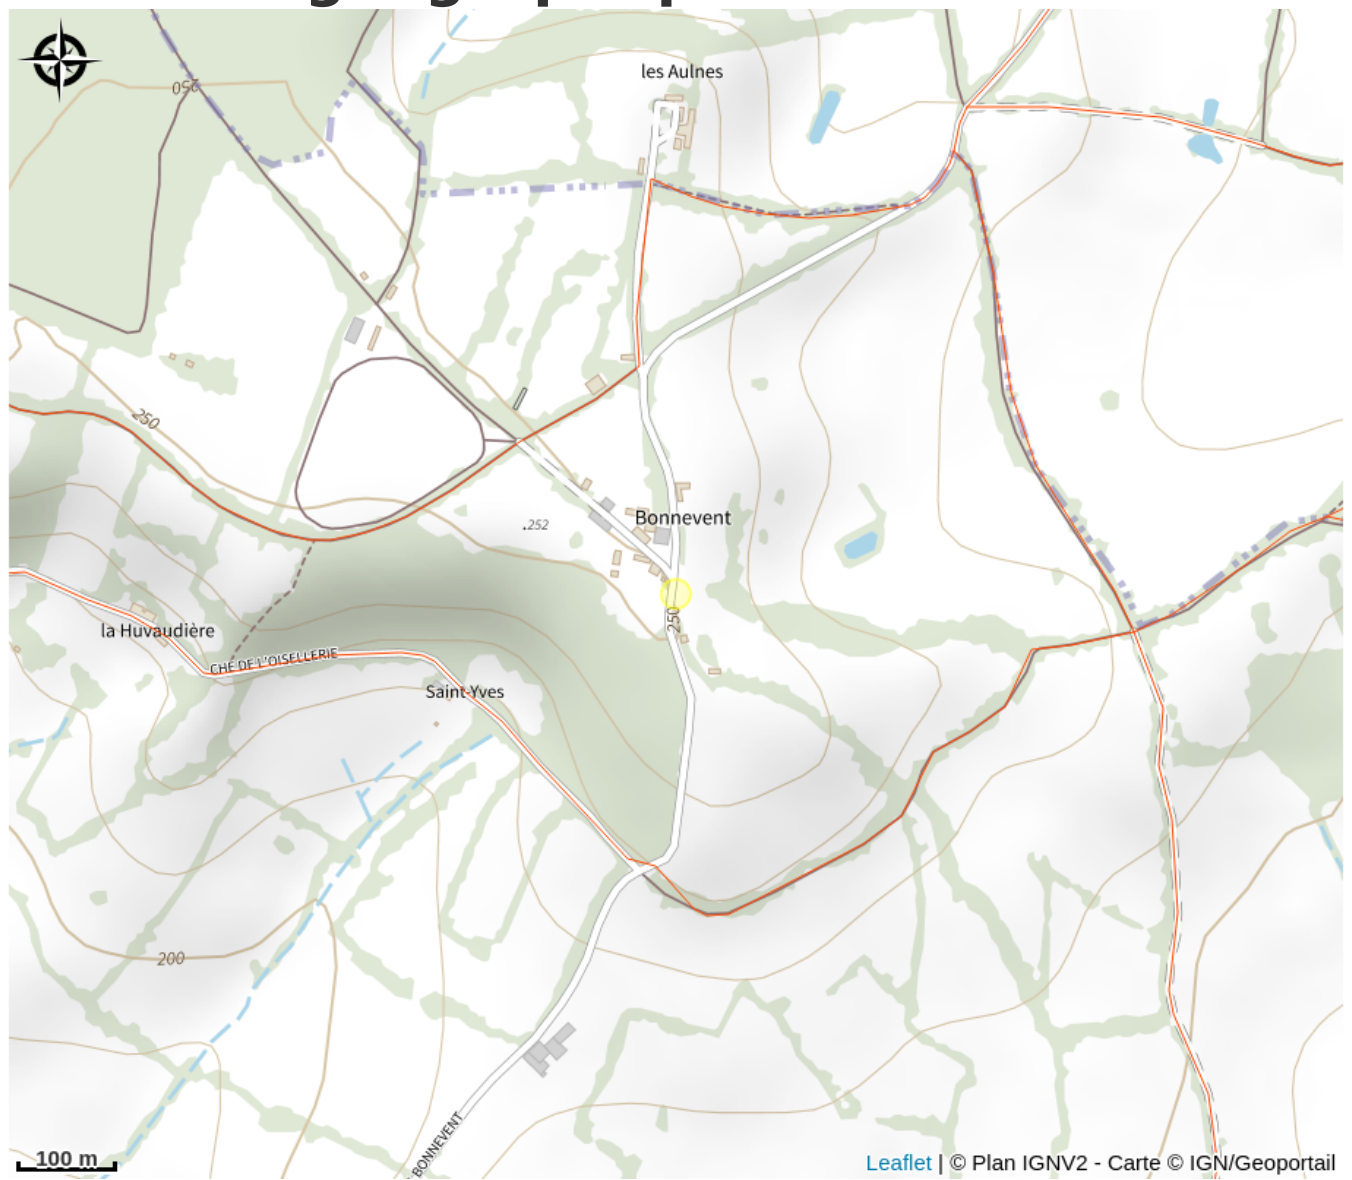 les Aulnes
050
250
.252
Bonnevent
250
la Huvaudière
CHE DE L'OISELLERIE
Saint-Yves
200
BONNEVENT
100 m
Leaflet | © Plan IGNV2 - Carte © IGN/Geoportail